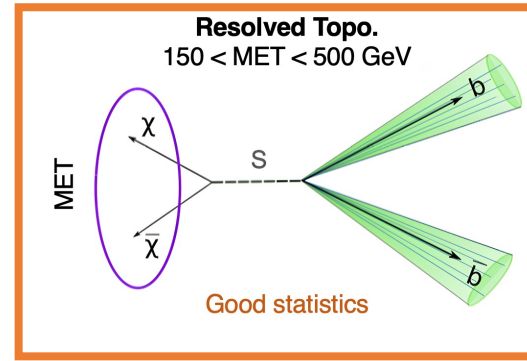 Resolved Topo.
150 < MET < 500 GeV
b
χ
S
MET
χ̄
b̄
Good statistics